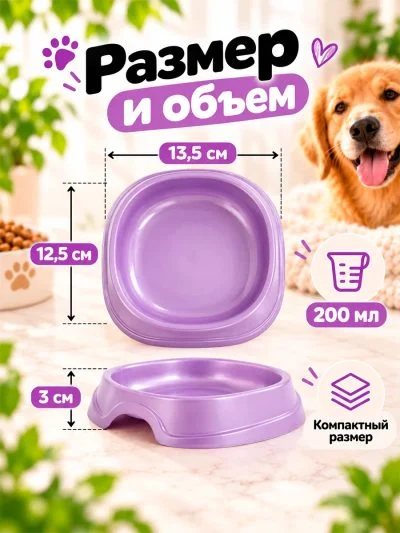 Размер
и объем
13,5 см
12,5 см
200 мл
3 см
Компактный
размер